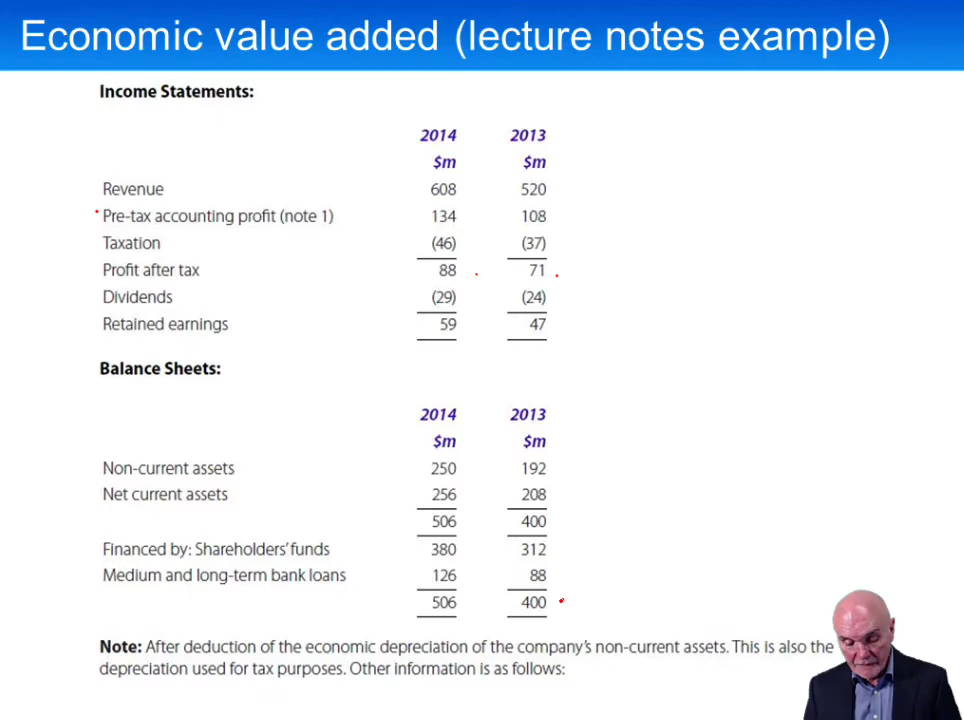 Economic value added (lecture notes example)
Income Statements:
2014 2013
$m $m
Revenue 608 520
Pre-tax accounting profit (note 1) 134 108
Taxation (46) (37)
Profit after tax 88 71
Dividends (29) (24)
Retained earnings 59 47
Balance Sheets:
2014 2013
$m $m
Non-current assets 250 192
Net current assets 256 208
506 400
Financed by: Shareholders' funds 380 312
Medium and long-term bank loans 126 88
506 400
Note: After deduction of the economic depreciation of the company's non-current assets. This is also the
depreciation used for tax purposes. Other information is as follows: